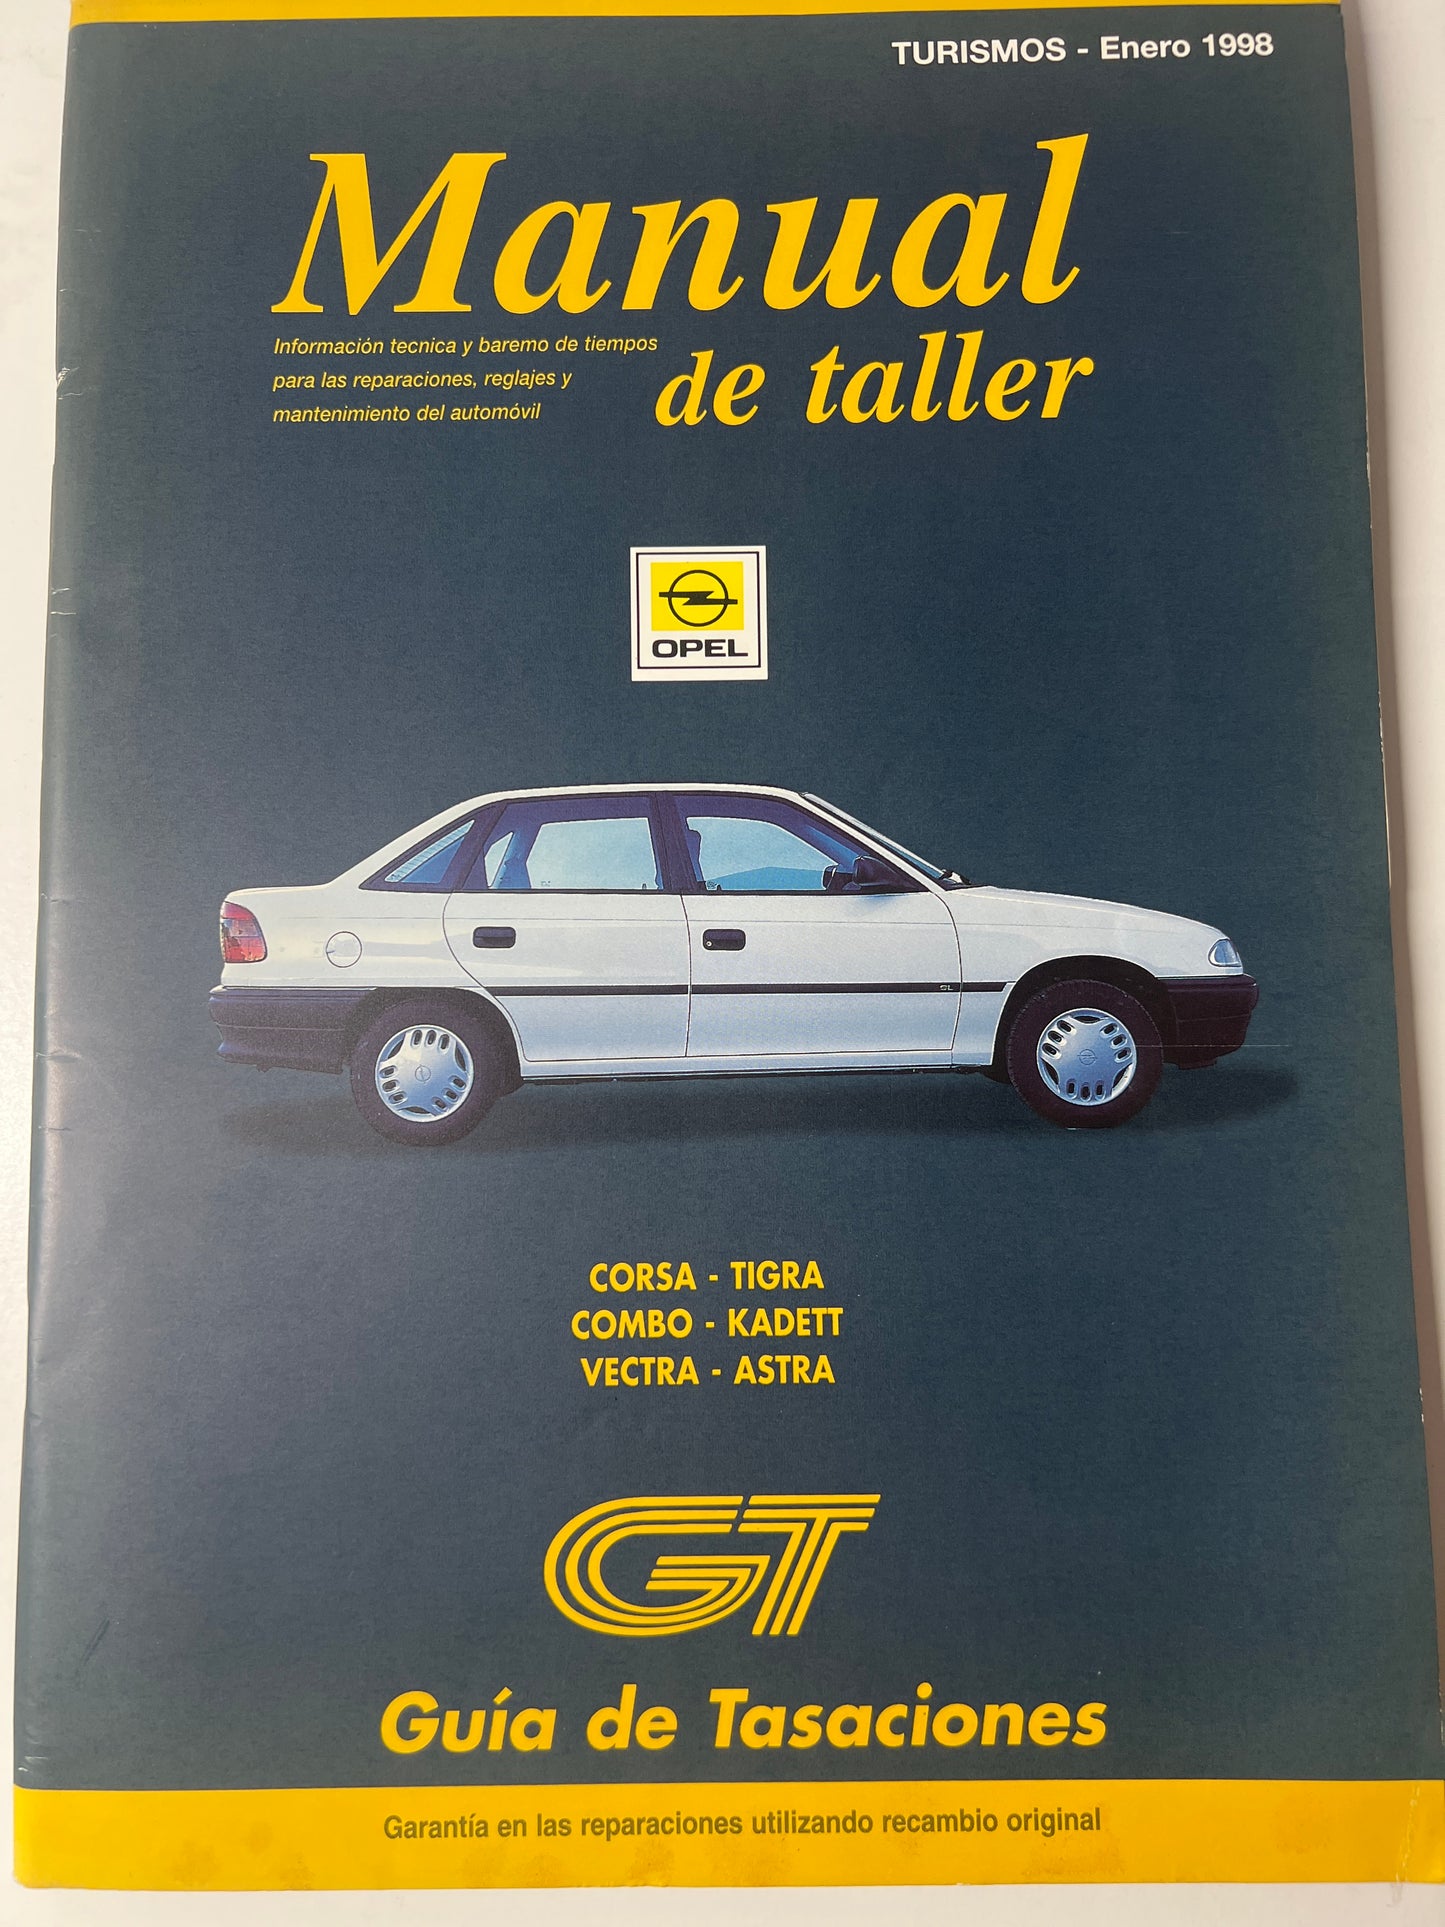 TURISMOS - Enero 1998
Manual
de taller
Información tecnica y baremo de tiempos
para las reparaciones, reglajes y
mantenimiento del automóvil
OPEL
GL
CORSA - TIGRA
COMBO - KADETT
VECTRA - ASTRA
GT
Guía de Tasaciones
Garantía en las reparaciones utilizando recambio original